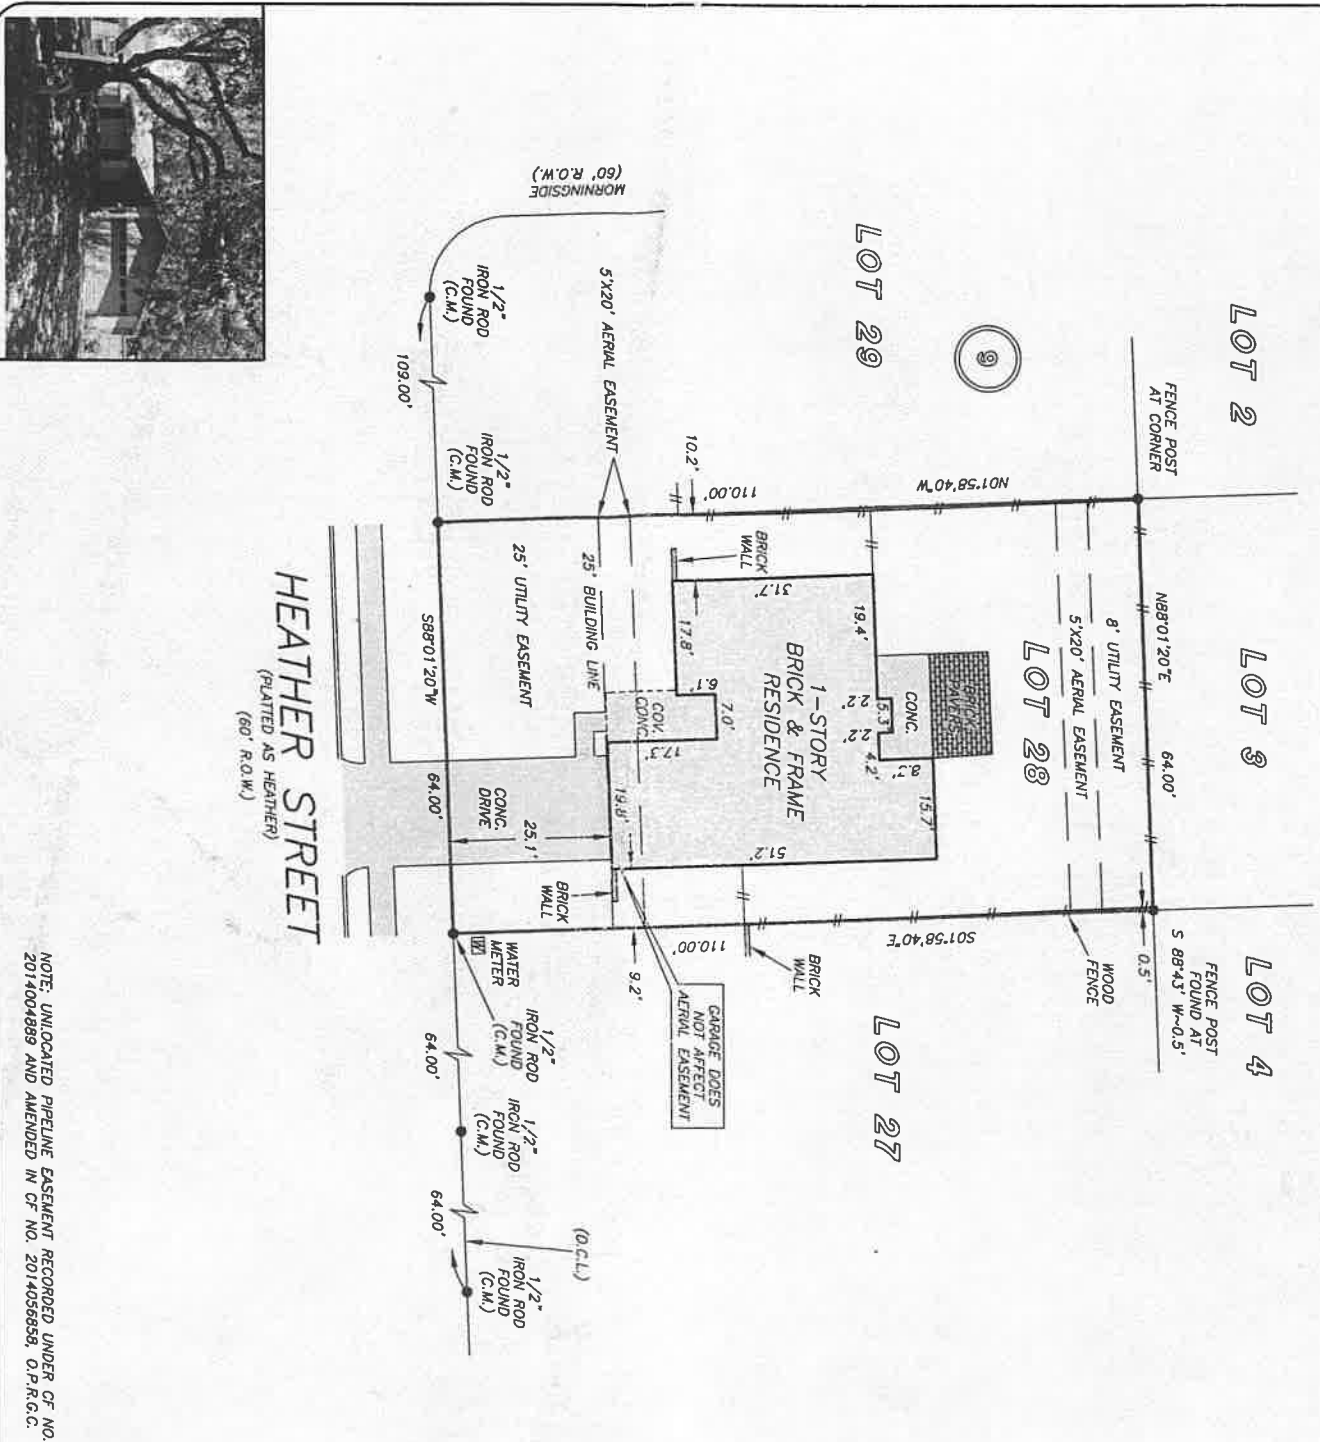 LOT 2
LOT 3
LOT 4
FENCE POST
AT CORNER
N88°01'20"E
64.00'
FENCE POST
FOUND AT
S 88°43' W~0.5'
0.5'
8' UTILITY EASEMENT
5'X20' AERIAL EASEMENT
WOOD
FENCE
LOT 29
9
N01°58'40"W
110.00'
10.2'
LOT 28
BRICK
PAVERS
CONC.
8.3'
15.7'
19.4'
2.2'
5.3'
2.2'
4.2'
31.7'
1-STORY
BRICK & FRAME
RESIDENCE
51.2'
S01°58'40"E
110.00'
LOT 27
BRICK
WALL
BRICK
WALL
17.8'
6.1'
7.0'
COV.
CONC.
17.3'
19.8'
GARAGE DOES
NOT AFFECT
AERIAL EASEMENT
9.2'
MORNINGSIDE
(60' R.O.W.)
5'X20' AERIAL EASEMENT
25' BUILDING LINE
25' UTILITY EASEMENT
BRICK
WALL
25.1'
CONC.
DRIVE
WATER
METER
W
1/2"
IRON ROD
FOUND
(C.M.)
109.00'
1/2"
IRON ROD
FOUND
(C.M.)
S88°01'20"W
64.00'
1/2"
IRON ROD
FOUND
(C.M.)
64.00'
1/2"
IRON ROD
FOUND
(C.M.)
64.00'
1/2"
IRON ROD
FOUND
(C.M.)
(O.C.L.)
HEATHER STREET
(PLATTED AS HEATHER)
(60' R.O.W.)
NOTE: UNLOCATED PIPELINE EASEMENT RECORDED UNDER CF NO.
2014004889 AND AMENDED IN CF NO. 2014056858, O.P.R.G.C.